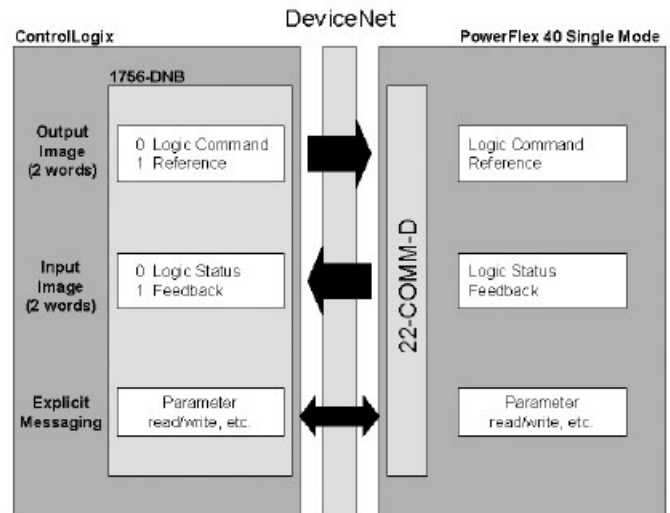 DeviceNet
ControlLogix
PowerFlex 40 Single Mode
1756-DNB
Output
Image
(2 words)
0 Logic Command
1 Reference
Logic Command
Reference
Input
Image
(2 words)
0 Logic Status
1 Feedback
22-COMM-D
Logic Status
Feedback
Explicit
Messaging
Parameter
read/write, etc.
Parameter
read/write, etc.